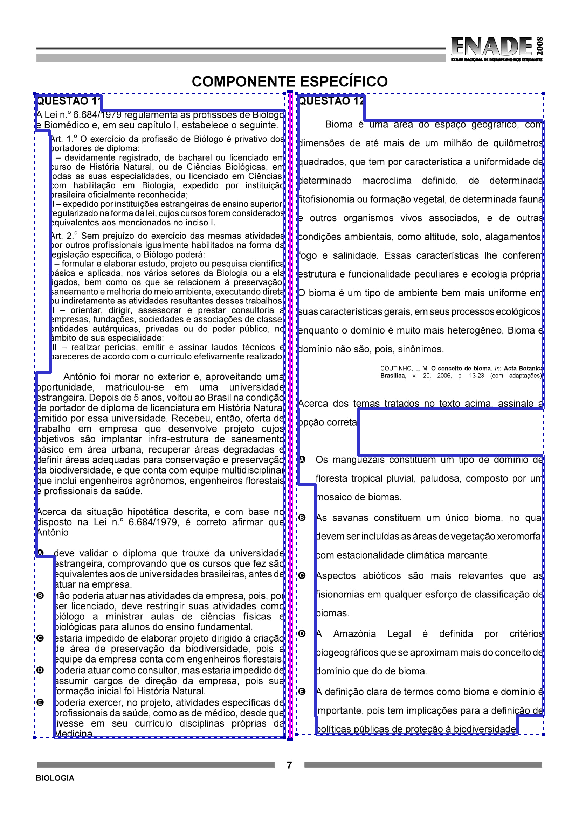 ENADE 2008
EXAME NACIONAL DE DESEMPENHO DOS ESTUDANTES
COMPONENTE ESPECÍFICO
QUESTÃO 11
A Lei n.º 6.684/1979 regulamenta as profissões de Biólogo
e Biomédico e, em seu capítulo I, estabelece o seguinte.
Art. 1.º O exercício da profissão de Biólogo é privativo dos
portadores de diploma:
I – devidamente registrado, de bacharel ou licenciado em
curso de História Natural, ou de Ciências Biológicas, em
todas as suas especialidades, ou licenciado em Ciências,
com habilitação em Biologia, expedido por instituição
brasileira oficialmente reconhecida;
II – expedido por instituições estrangeiras de ensino superior,
regularizado na forma da lei, cujos cursos forem considerados
equivalentes aos mencionados no inciso I.
Art. 2.º Sem prejuízo do exercício das mesmas atividades
por outros profissionais igualmente habilitados na forma da
legislação específica, o Biólogo poderá:
I – formular e elaborar estudo, projeto ou pesquisa científica
básica e aplicada, nos vários setores da Biologia ou a ela
ligados, bem como os que se relacionem à preservação,
saneamento e melhoria do meio ambiente, executando direta
ou indiretamente as atividades resultantes desses trabalhos;
II – orientar, dirigir, assessorar e prestar consultoria a
empresas, fundações, sociedades e associações de classe,
entidades autárquicas, privadas ou do poder público, no
âmbito de sua especialidade;
III – realizar perícias, emitir e assinar laudos técnicos e
pareceres de acordo com o currículo efetivamente realizado.
Antônio foi morar no exterior e, aproveitando uma
oportunidade, matriculou-se em uma universidade
estrangeira. Depois de 5 anos, voltou ao Brasil na condição
de portador de diploma de licenciatura em História Natural
emitido por essa universidade. Recebeu, então, oferta de
trabalho em empresa que desenvolve projeto cujos
objetivos são implantar infra-estrutura de saneamento
básico em área urbana, recuperar áreas degradadas e
definir áreas adequadas para conservação e preservação
da biodiversidade, e que conta com equipe multidisciplinar
que inclui engenheiros agrônomos, engenheiros florestais
e profissionais da saúde.
Acerca da situação hipotética descrita, e com base no
disposto na Lei n.º 6.684/1979, é correto afirmar que
Antônio
A deve validar o diploma que trouxe da universidade
estrangeira, comprovando que os cursos que fez são
equivalentes aos de universidades brasileiras, antes de
atuar na empresa.
B não poderia atuar nas atividades da empresa, pois, por
ser licenciado, deve restringir suas atividades como
biólogo a ministrar aulas de ciências físicas e
biológicas para alunos do ensino fundamental.
C estaria impedido de elaborar projeto dirigido à criação
de área de preservação da biodiversidade, pois a
equipe da empresa conta com engenheiros florestais.
D poderia atuar como consultor, mas estaria impedido de
assumir cargos de direção da empresa, pois sua
formação inicial foi História Natural.
E poderia exercer, no projeto, atividades específicas de
profissionais da saúde, como as de médico, desde que
tivesse em seu currículo disciplinas próprias da
Medicina.
QUESTÃO 12
Bioma é uma área do espaço geográfico, com
dimensões de até mais de um milhão de quilômetros
quadrados, que tem por característica a uniformidade de
determinado macroclima definido, de determinada
fitofisionomia ou formação vegetal, de determinada fauna
e outros organismos vivos associados, e de outras
condições ambientais, como altitude, solo, alagamentos,
fogo e salinidade. Essas características lhe conferem
estrutura e funcionalidade peculiares e ecologia própria.
O bioma é um tipo de ambiente bem mais uniforme em
suas características gerais, em seus processos ecológicos,
enquanto o domínio é muito mais heterogêneo. Bioma e
domínio não são, pois, sinônimos.
COUTINHO, L. M. O conceito de bioma. In: Acta Botanica
Brasilica, v. 20, 2006, p. 13-23 (com adaptações).
Acerca dos temas tratados no texto acima, assinale a
opção correta.
A Os manguezais constituem um tipo de domínio de
floresta tropical pluvial, paludosa, composto por um
mosaico de biomas.
B As savanas constituem um único bioma, no qual
devem ser incluídas as áreas de vegetação xeromorfa
com estacionalidade climática marcante.
C Aspectos abióticos são mais relevantes que as
fisionomias em qualquer esforço de classificação de
biomas.
D A Amazônia Legal é definida por critérios
biogeográficos que se aproximam mais do conceito de
domínio que do de bioma.
E A definição clara de termos como bioma e domínio é
importante, pois tem implicações para a definição de
políticas públicas de proteção à biodiversidade.
7
BIOLOGIA